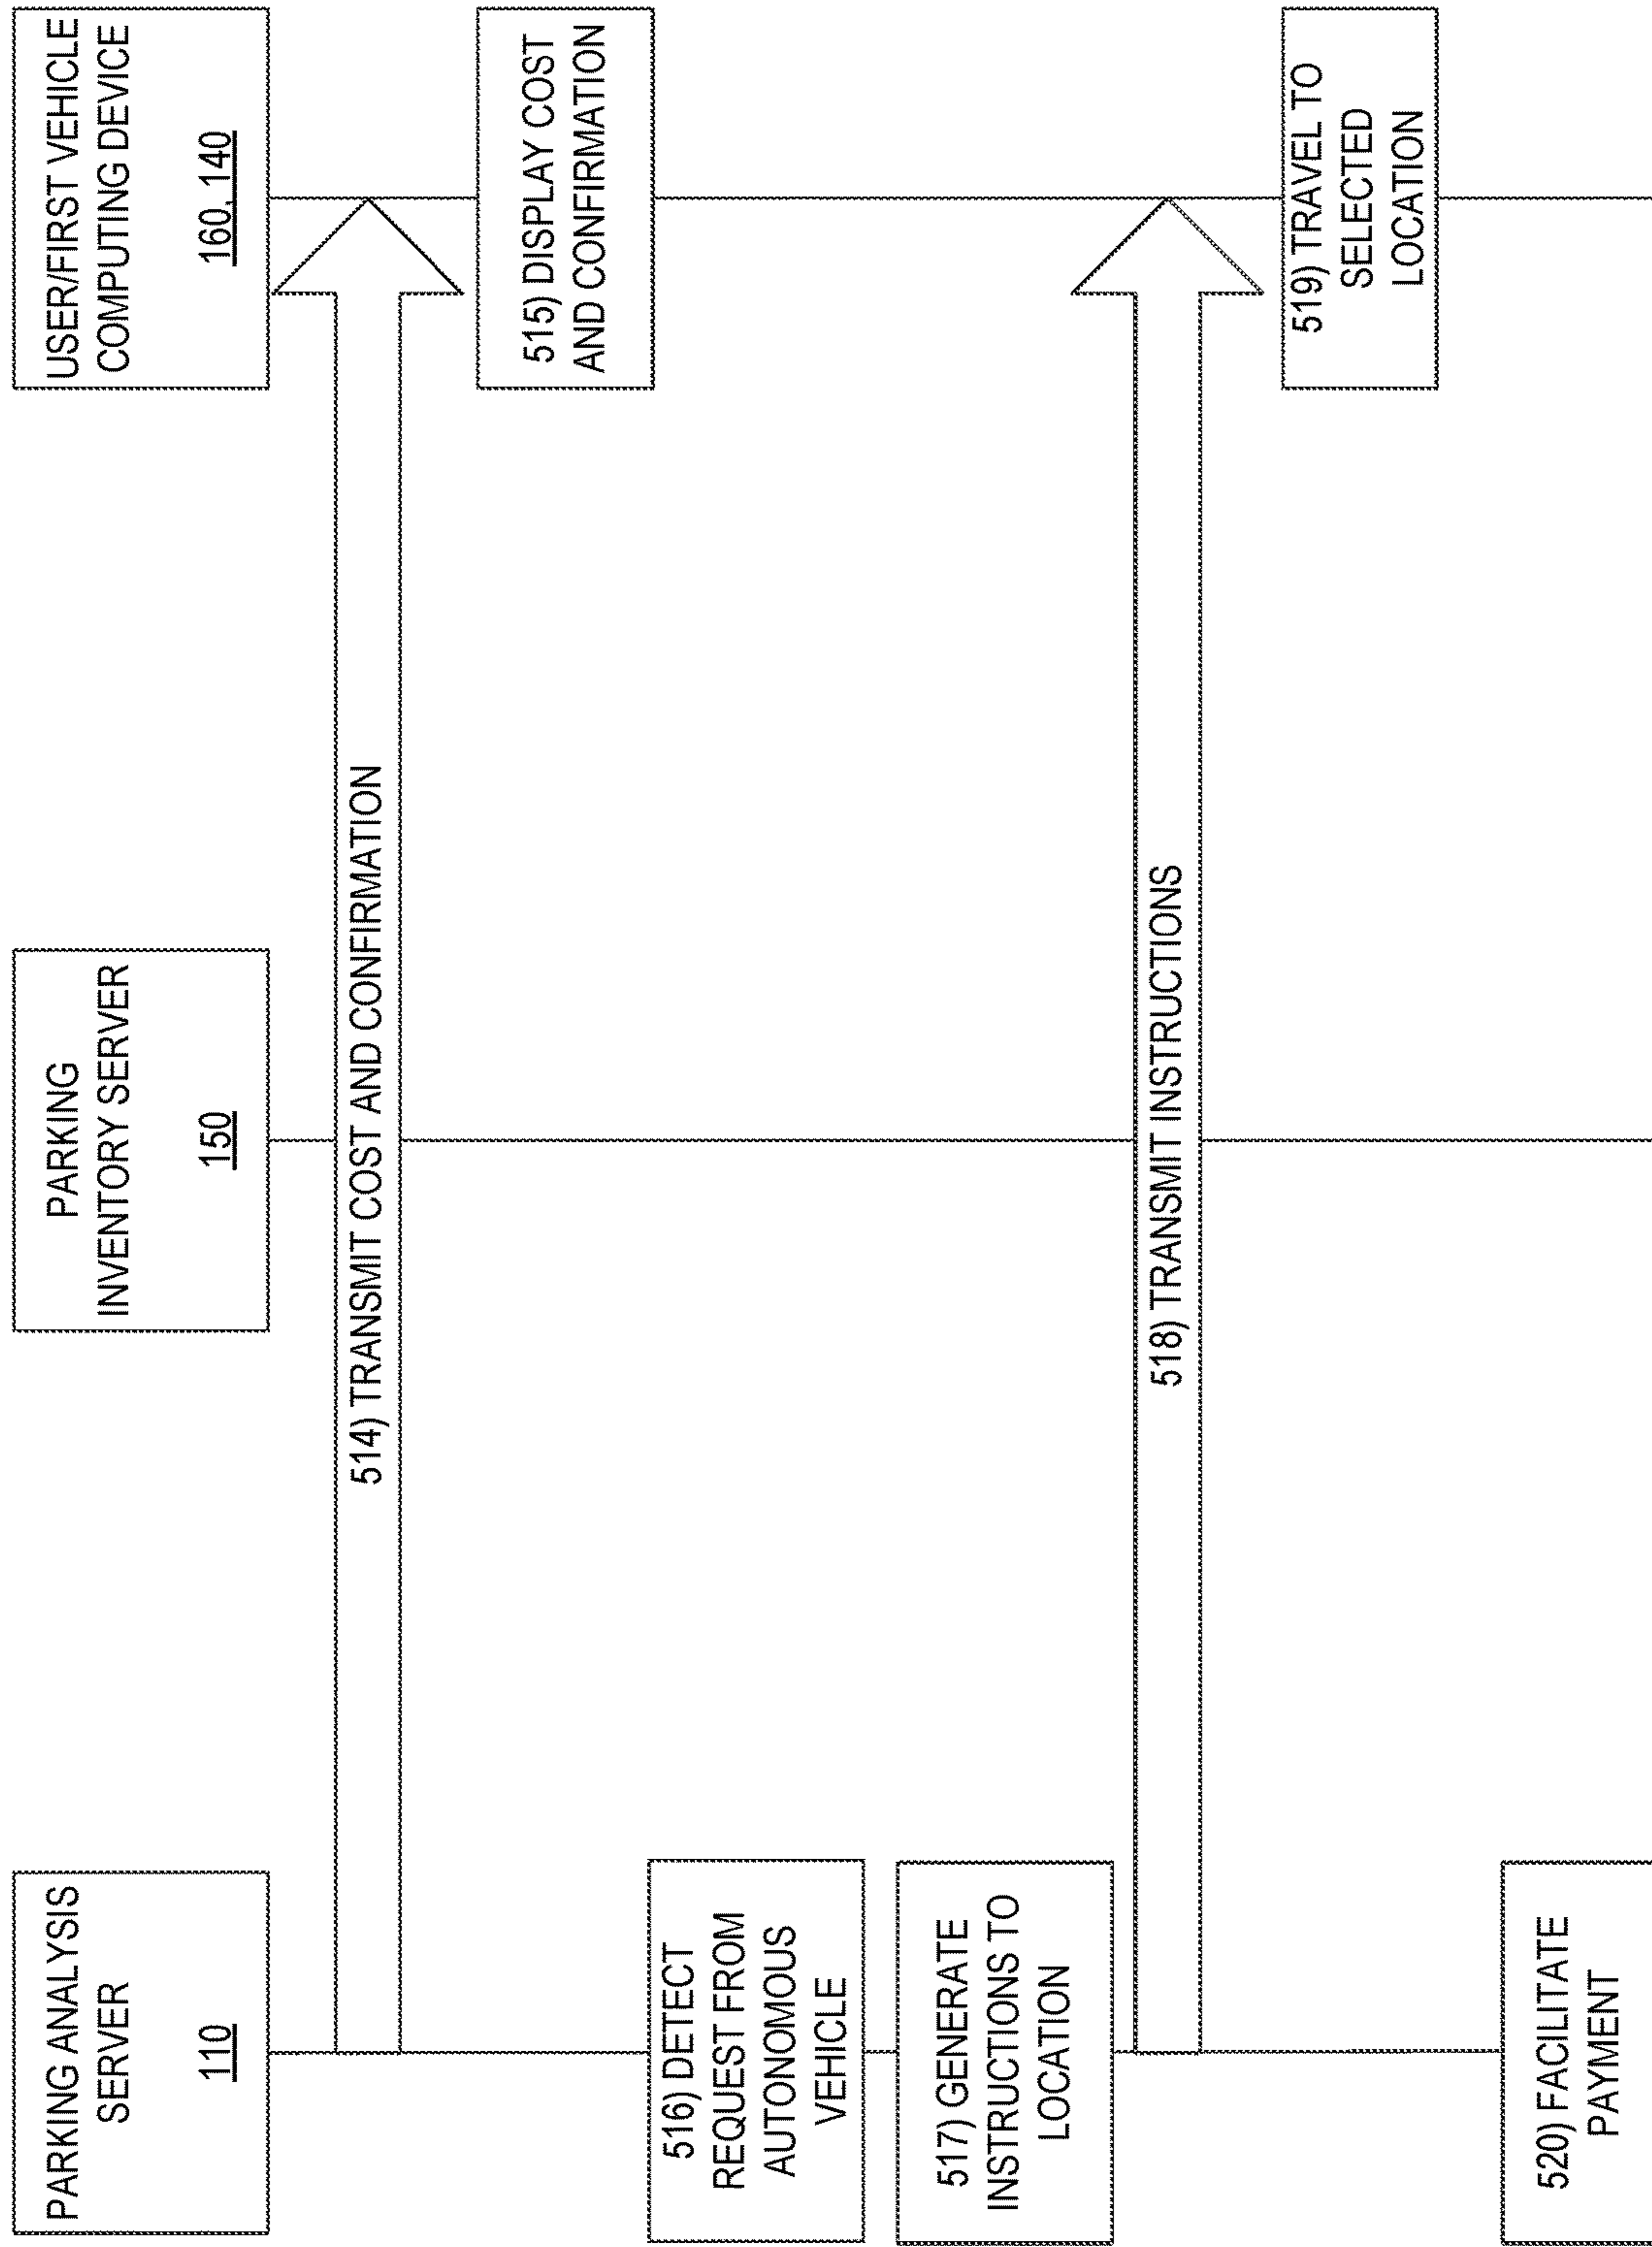 PARKING ANALYSIS
SERVER
110
PARKING
INVENTORY SERVER
150
USER/FIRST VEHICLE
COMPUTING DEVICE
160, 140
514) TRANSMIT COST AND CONFIRMATION
515) DISPLAY COST
AND CONFIRMATION
516) DETECT
REQUEST FROM
AUTONOMOUS
VEHICLE
517) GENERATE
INSTRUCTIONS TO
LOCATION
518) TRANSMIT INSTRUCTIONS
519) TRAVEL TO
SELECTED
LOCATION
520) FACILITATE
PAYMENT